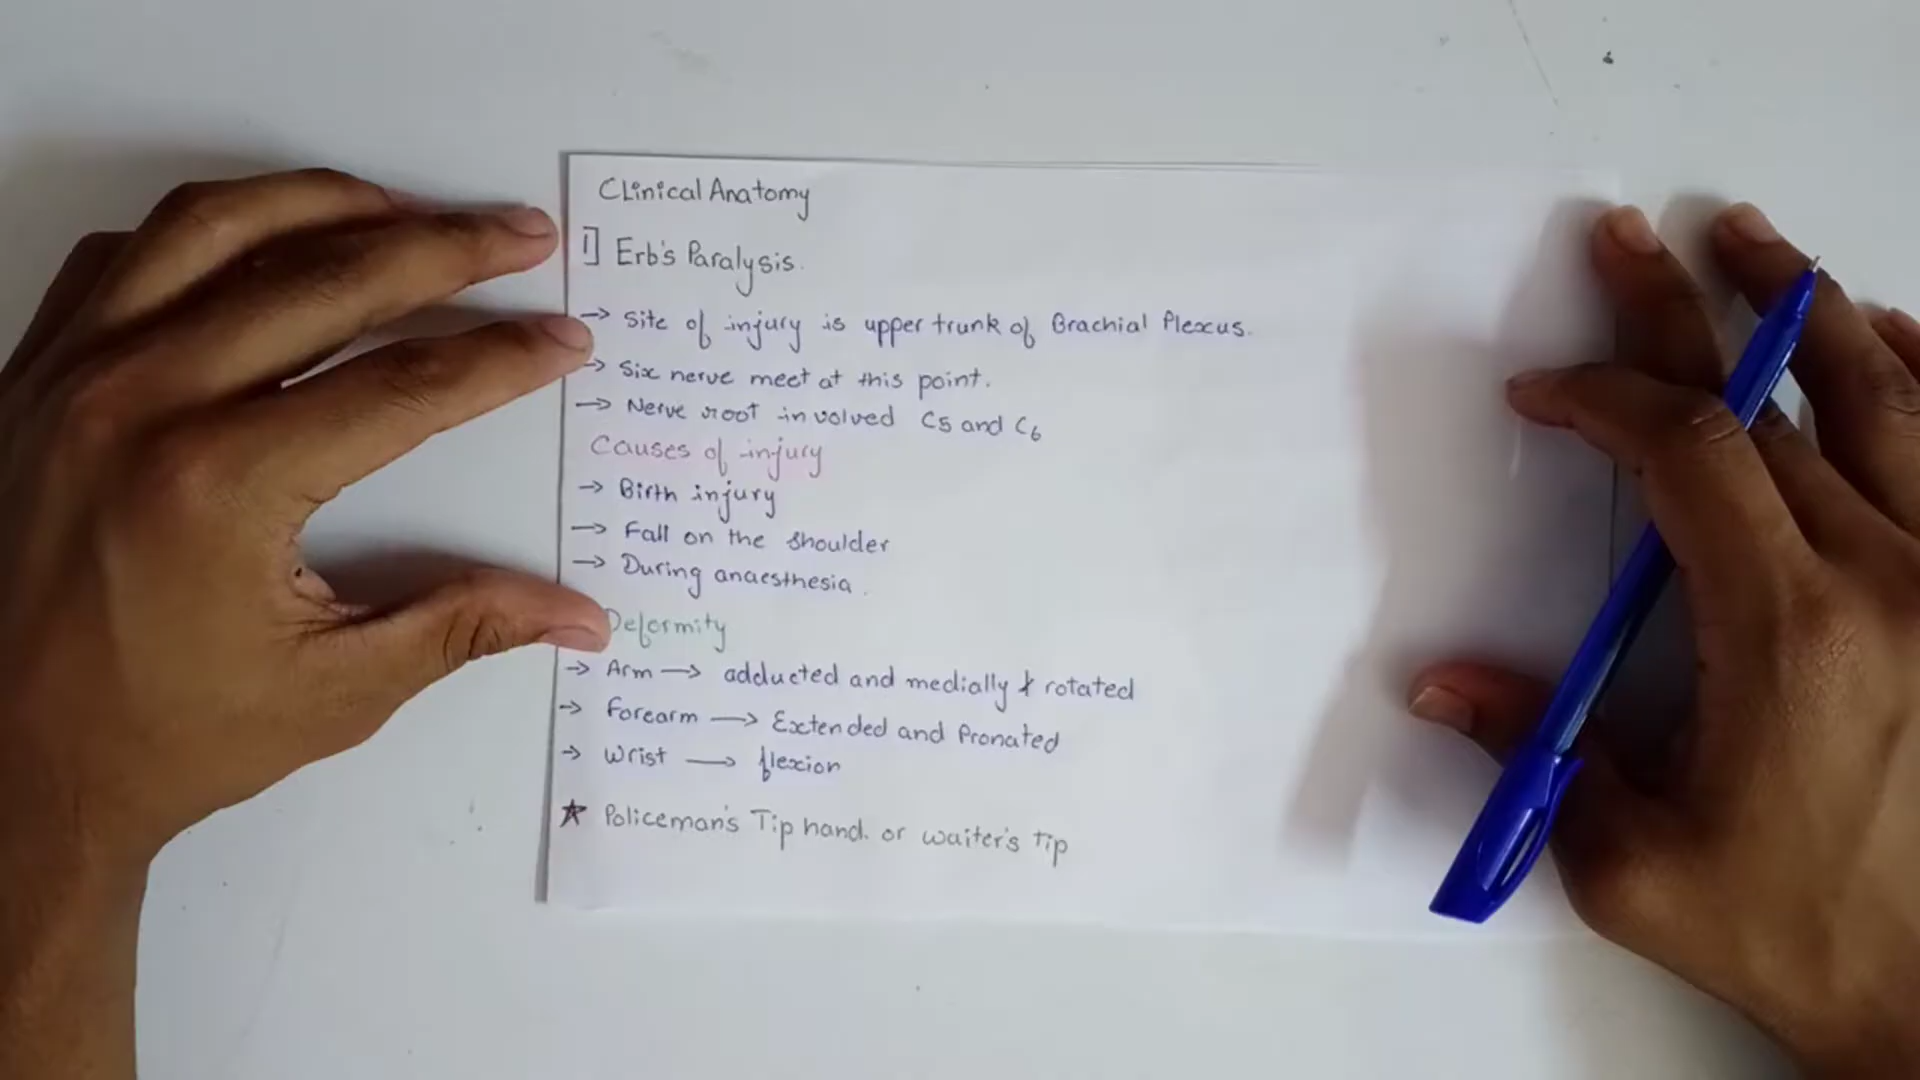 Clinical Anatomy
1] Erb's Paralysis.
→ Site of injury is upper trunk of Brachial Plexus.
→ Six nerve meet at this point.
→ Nerve root involved C5 and C6
Causes of injury
→ Birth injury
→ Fall on the shoulder
→ During anaesthesia.
Deformity
→ Arm → adducted and medially & rotated
→ Forearm → Extended and Pronated
→ Wrist → flexion
★ Policeman's Tip hand. or waiter's Tip